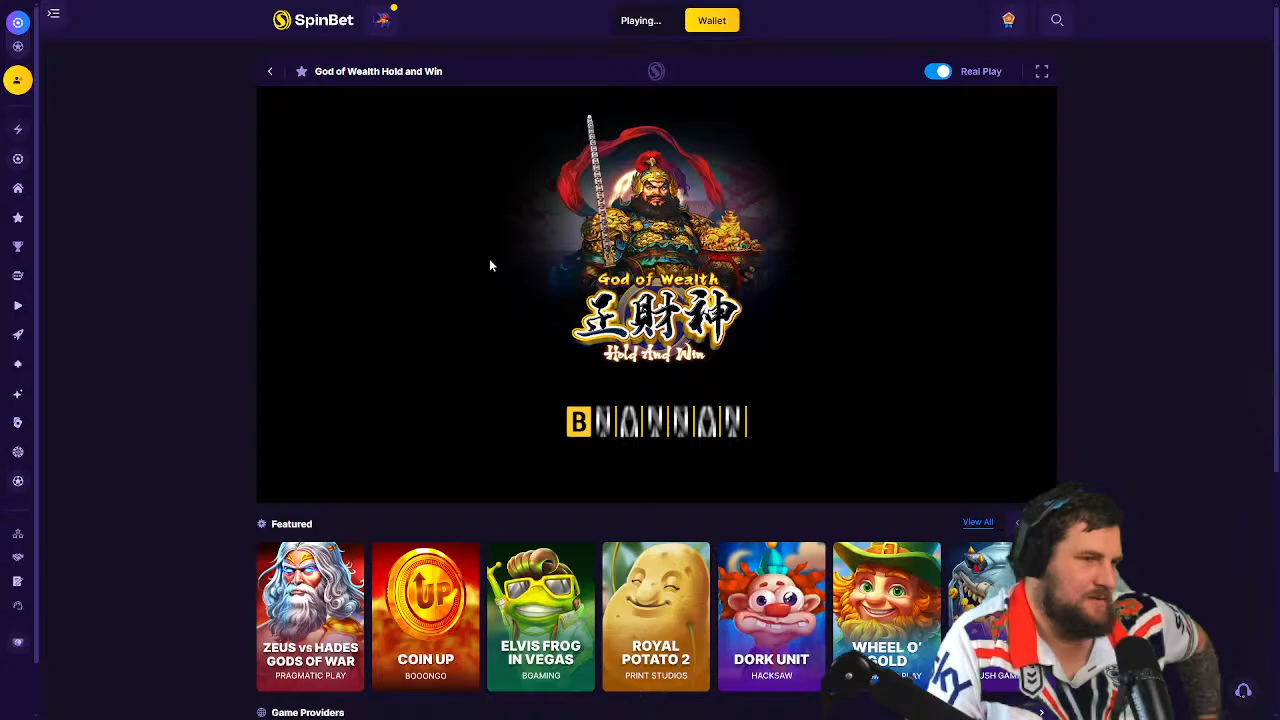 SpinBet
Playing...
Wallet
God of Wealth Hold and Win
Real Play
God of Wealth
正財神
Hold And Win
B
Featured
View All
ZEUS vs HADES
GODS OF WAR
PRAGMATIC PLAY
COIN UP
BOOONGO
ELVIS FROG
IN VEGAS
BGAMING
ROYAL
POTATO 2
PRINT STUDIOS
DORK UNIT
HACKSAW
WHEEL O'
GOLD
UP
Game Providers